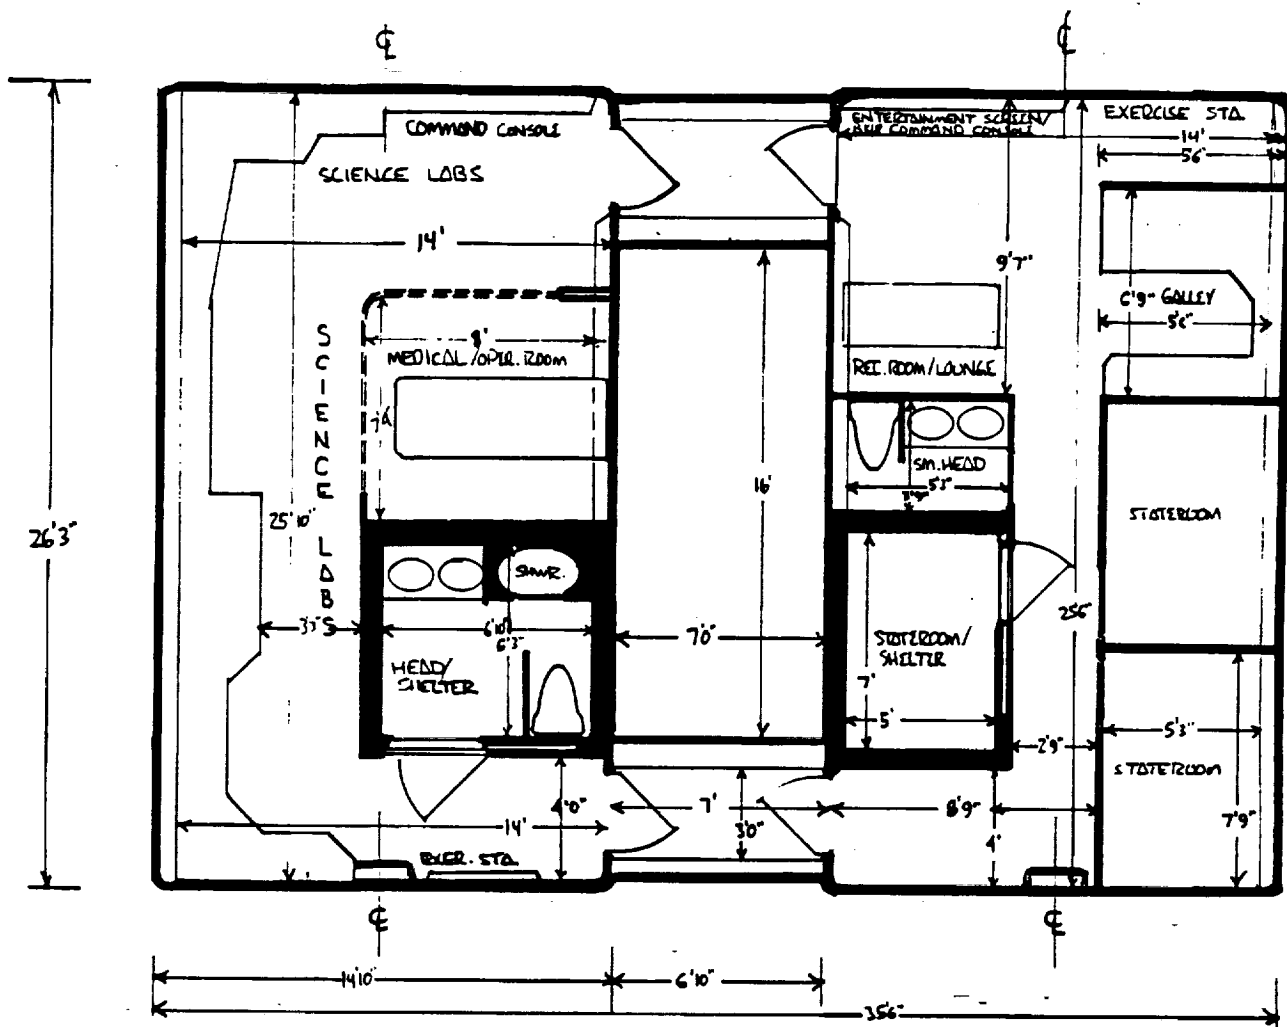 ℄ ℄
COMMAND CONSOLE
ENTERTAINMENT SCREEN/
AUX COMMAND CONSOLE
EXERCISE STA.
14'
5'6"
SCIENCE LABS
14'
9'7"
6'9" GALLEY
5'6"
8'
MEDICAL/OPER. ROOM
REC. ROOM/LOUNGE
SCIENCE LABS
16'
SM. HEAD
5'3"
3'9"
STATEROOM
25'10"
26'3"
SHWR.
25'6"
3'3"
6'10"
6'3"
7'0"
STATEROOM/
SHELTER
HEAD/
SHELTER
7'
5'
2'9"
5'3"
STATEROOM
4'0"
7'
8'9"
3'0"
14'
4'
7'9"
EXER. STA.
℄ ℄
14'10"
6'10"
35'6"